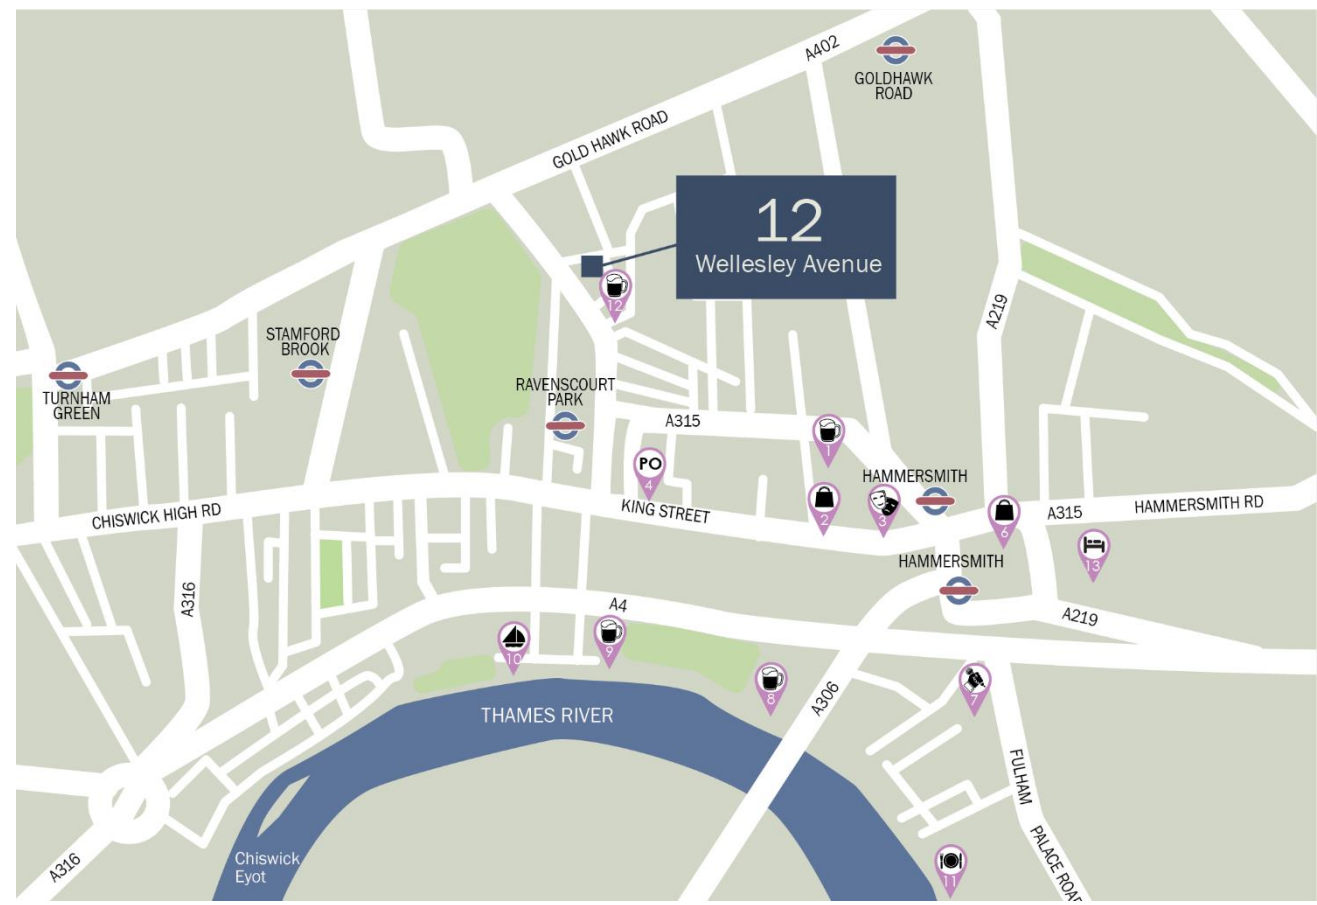 A402
GOLDHAWK
ROAD
GOLD HAWK ROAD
12
Wellesley Avenue
12
A219
STAMFORD
BROOK
TURNHAM
GREEN
RAVENSCOURT
PARK
A315
1
PO
4
HAMMERSMITH
CHISWICK HIGH RD
KING STREET
2
3
6
A315
HAMMERSMITH RD
HAMMERSMITH
13
A316
A4
A219
10
9
8
7
THAMES RIVER
A306
FULHAM
PALACE ROAD
Chiswick
Eyot
A316
11